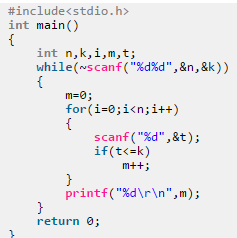 #include<stdio.h>
int main()
{
    int n,k,i,m,t;
    while(~scanf("%d%d",&n,&k))
    {
        m=0;
        for(i=0;i<n;i++)
        {
            scanf("%d",&t);
            if(t<=k)
                m++;
        }
        printf("%d\r\n",m);
    }
    return 0;
}